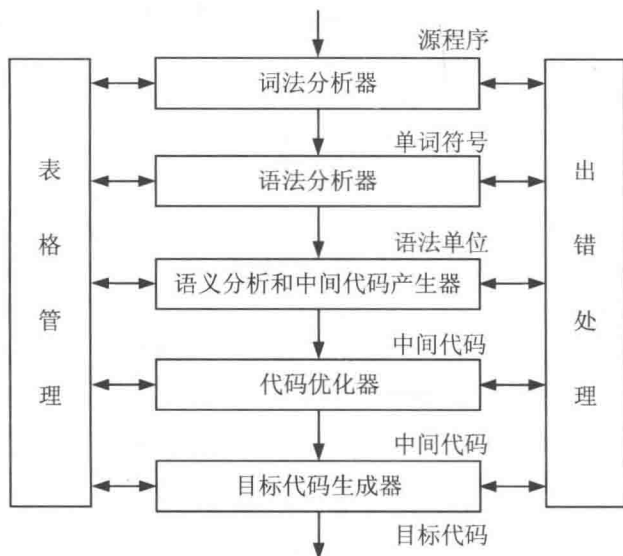 源程序
词法分析器
单词符号
语法分析器
语法单位
语义分析和中间代码产生器
中间代码
代码优化器
中间代码
目标代码生成器
目标代码
表格管理
出错处理